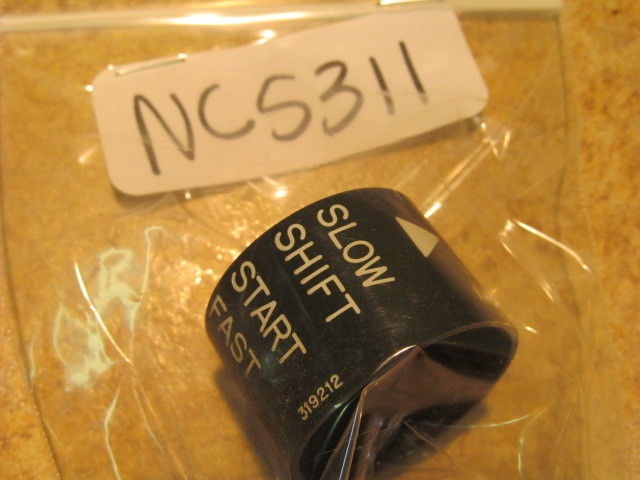 NC5311
SLOW
SHIFT
START
FAST
319212